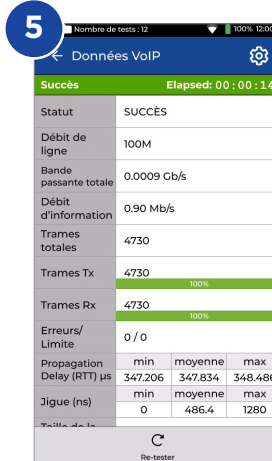 5
Nombre de tests : 12 100% 12:00
← Données VoIP
Succès Elapsed: 00:00:14
Statut SUCCÈS
Débit de
ligne
100M
Bande
passante totale
0.0009 Gb/s
Débit
d'information
0.90 Mb/s
Trames
totales
4730
Trames Tx 4730
100%
Trames Rx 4730
100%
Erreurs/
Limite
0 / 0
Propagation
Delay (RTT) µs
min moyenne max
347.206 347.834 348.486
Jigue (ns)
min moyenne max
0 486.4 1280
Taille de la
Re-tester